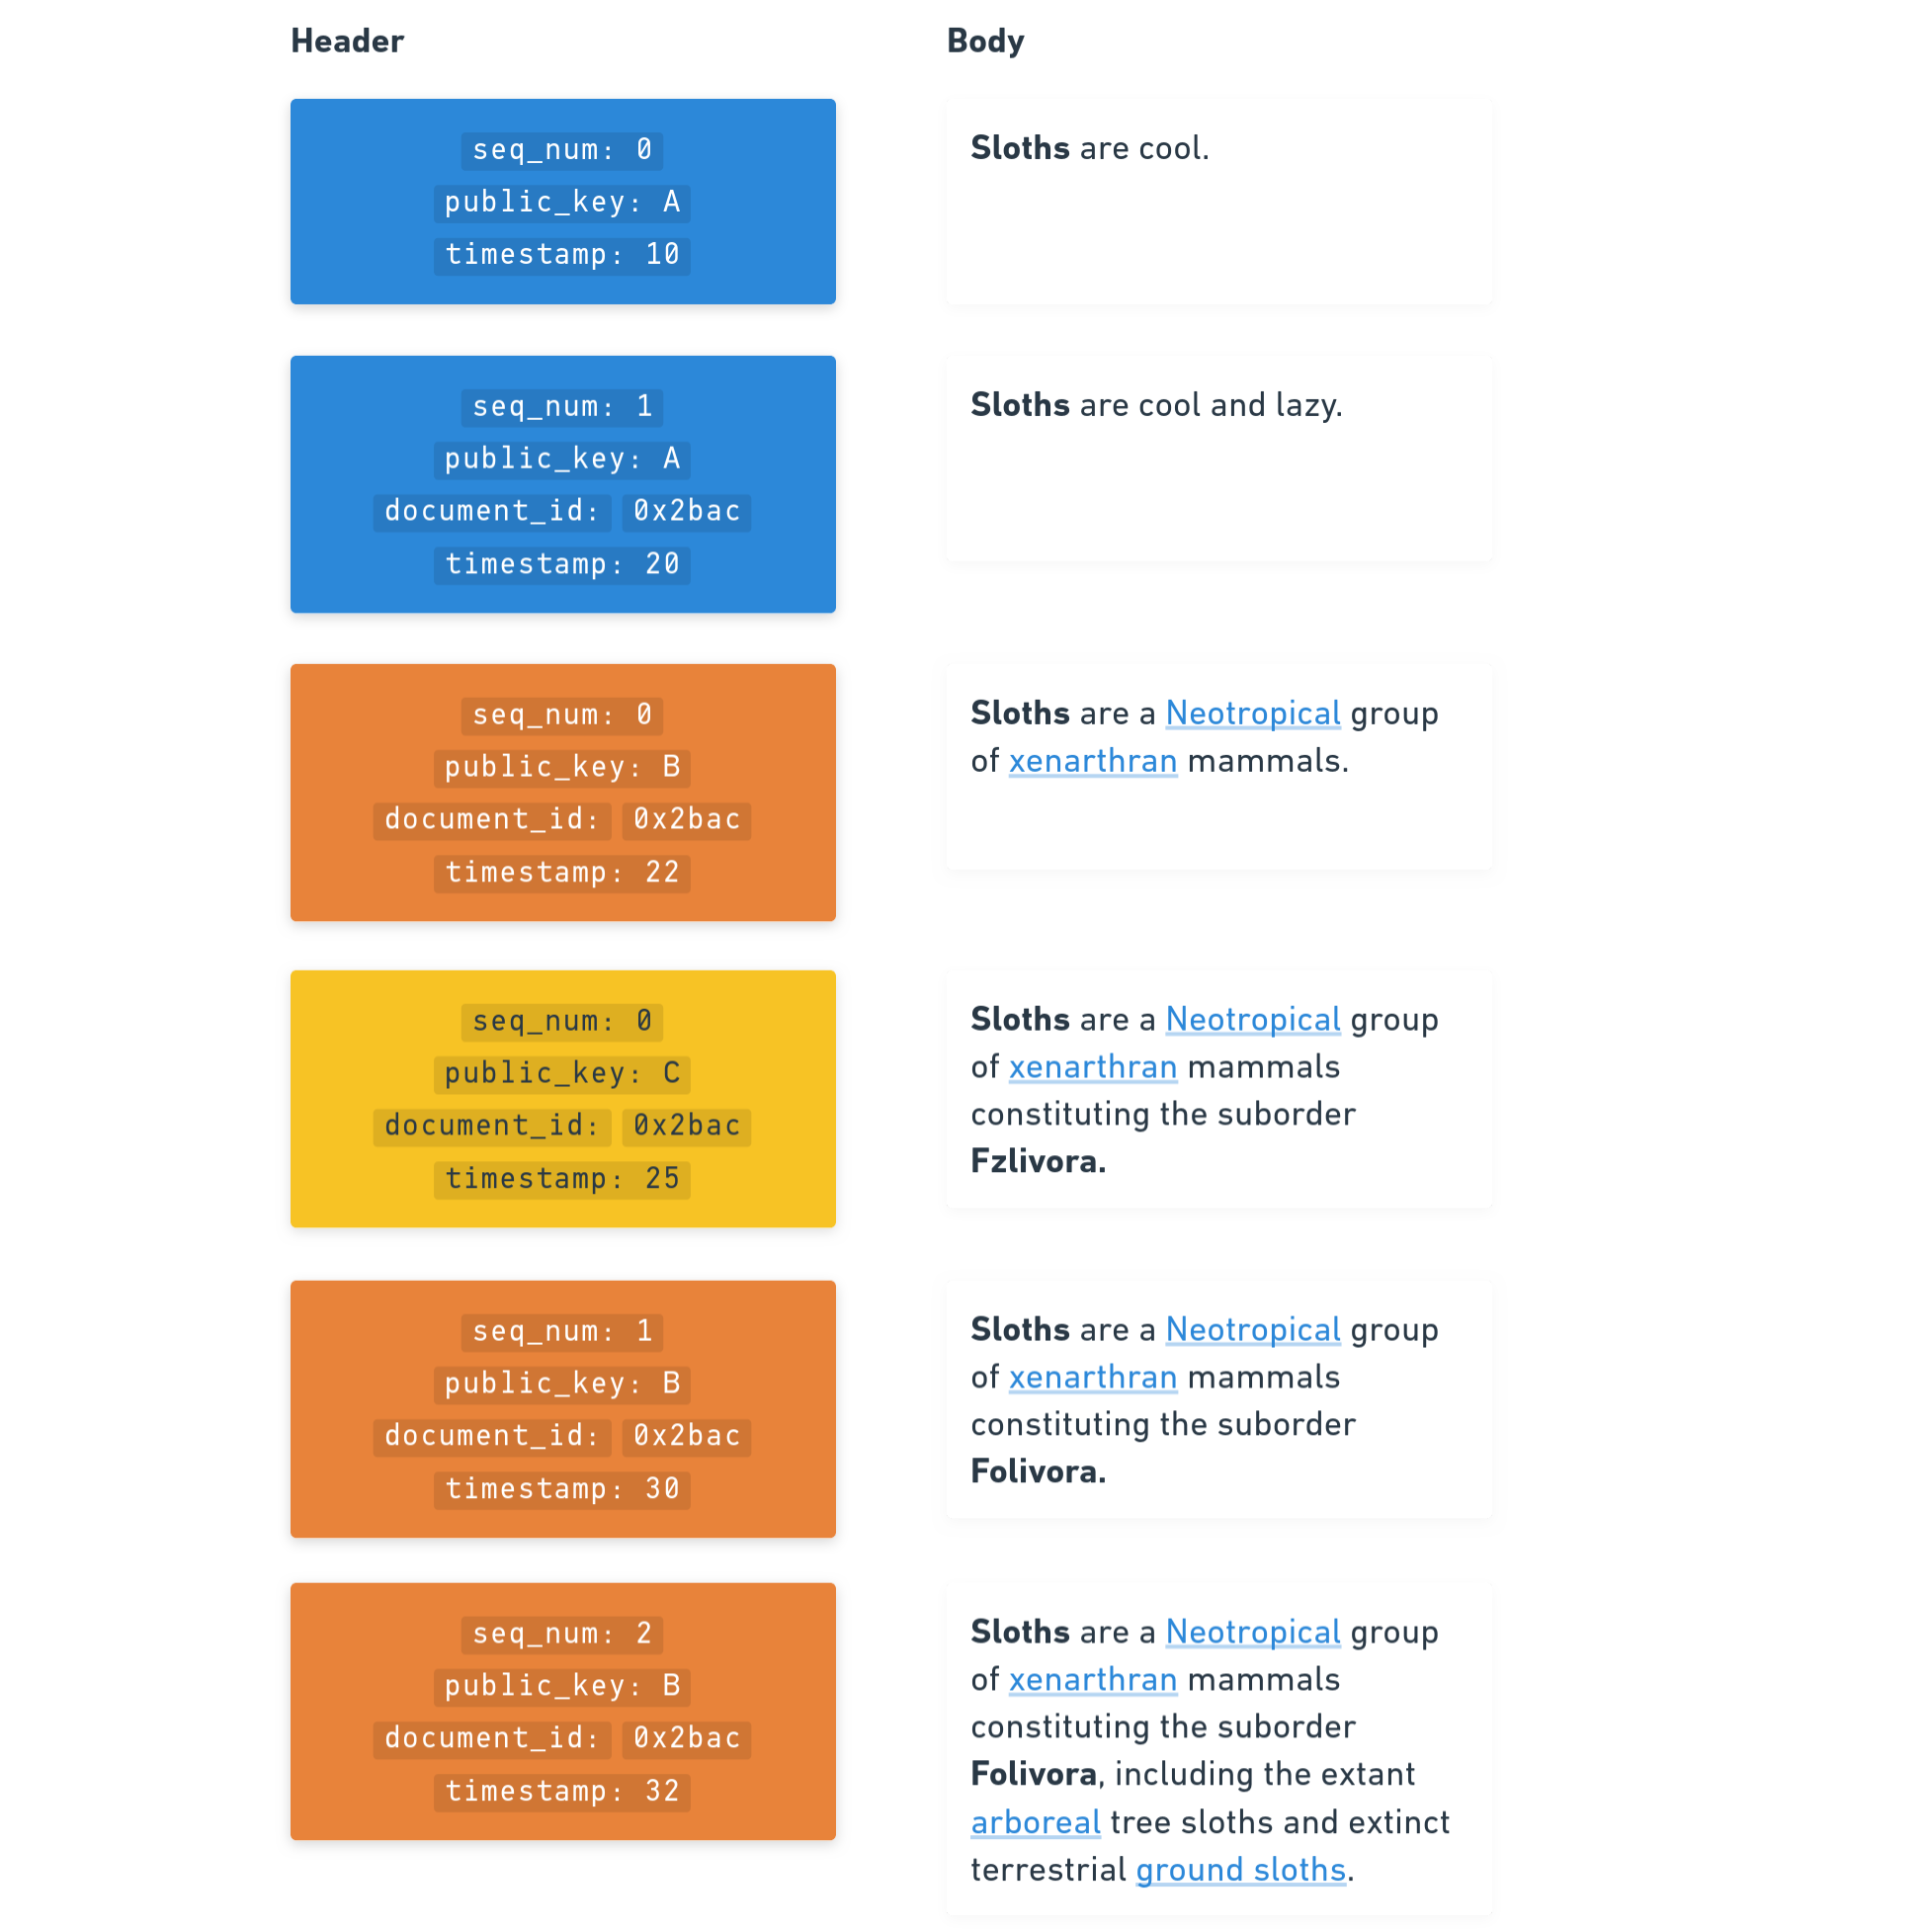 Header
Body
seq_num: 0
public_key: A
timestamp: 10
Sloths are cool.
seq_num: 1
public_key: A
document_id: 0x2bac
timestamp: 20
Sloths are cool and lazy.
seq_num: 0
public_key: B
document_id: 0x2bac
timestamp: 22
Sloths are a Neotropical group
of xenarthran mammals.
seq_num: 0
public_key: C
document_id: 0x2bac
timestamp: 25
Sloths are a Neotropical group
of xenarthran mammals
constituting the suborder
Fzlivora.
seq_num: 1
public_key: B
document_id: 0x2bac
timestamp: 30
Sloths are a Neotropical group
of xenarthran mammals
constituting the suborder
Folivora.
seq_num: 2
public_key: B
document_id: 0x2bac
timestamp: 32
Sloths are a Neotropical group
of xenarthran mammals
constituting the suborder
Folivora, including the extant
arboreal tree sloths and extinct
terrestrial ground sloths.